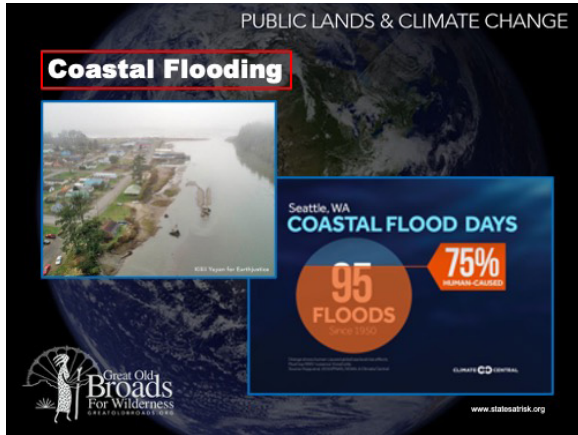 PUBLIC LANDS & CLIMATE CHANGE
Coastal Flooding
Kiliii Yuyan for Earthjustice
Seattle, WA
COASTAL FLOOD DAYS
95
FLOODS
Since 1950
75%
HUMAN-CAUSED
CLIMATE CENTRAL
Great Old
Broads
For Wilderness
GREATOLDBROADS.ORG
www.statesatrisk.org